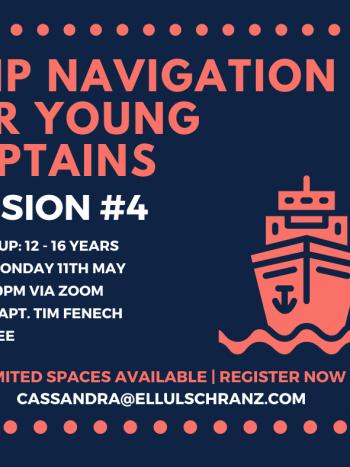 IP NAVIGATION
R YOUNG
PTAINS
SION #4
UP: 12 - 16 YEARS
ONDAY 11TH MAY
0PM VIA ZOOM
APT. TIM FENECH
EE
MITED SPACES AVAILABLE | REGISTER NOW
CASSANDRA@ELLULSCHRANZ.COM